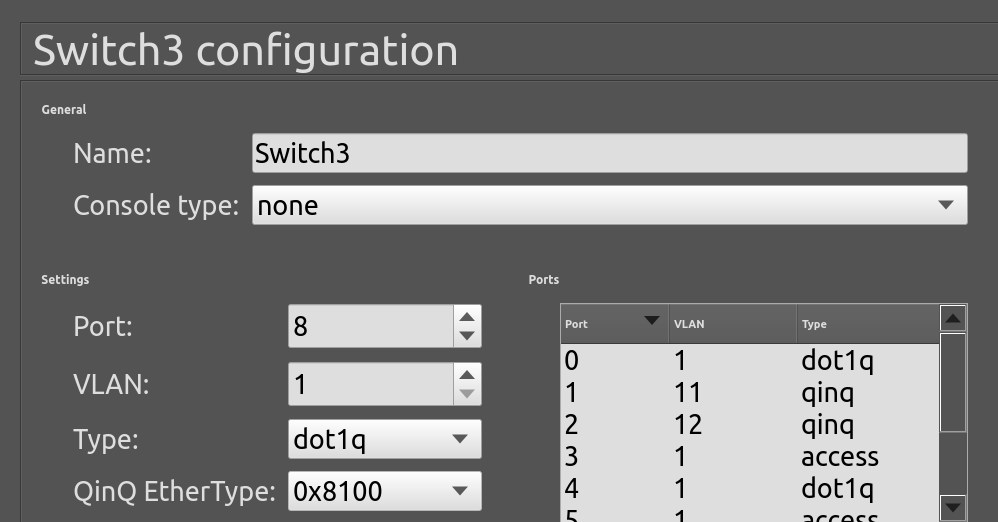 Switch3 configuration
General
Name: Switch3
Console type: none
Settings
Port: 8
VLAN: 1
Type: dot1q
QinQ EtherType: 0x8100
Ports
Port VLAN Type
0 1 dot1q
1 11 qinq
2 12 qinq
3 1 access
4 1 dot1q
5 1 access